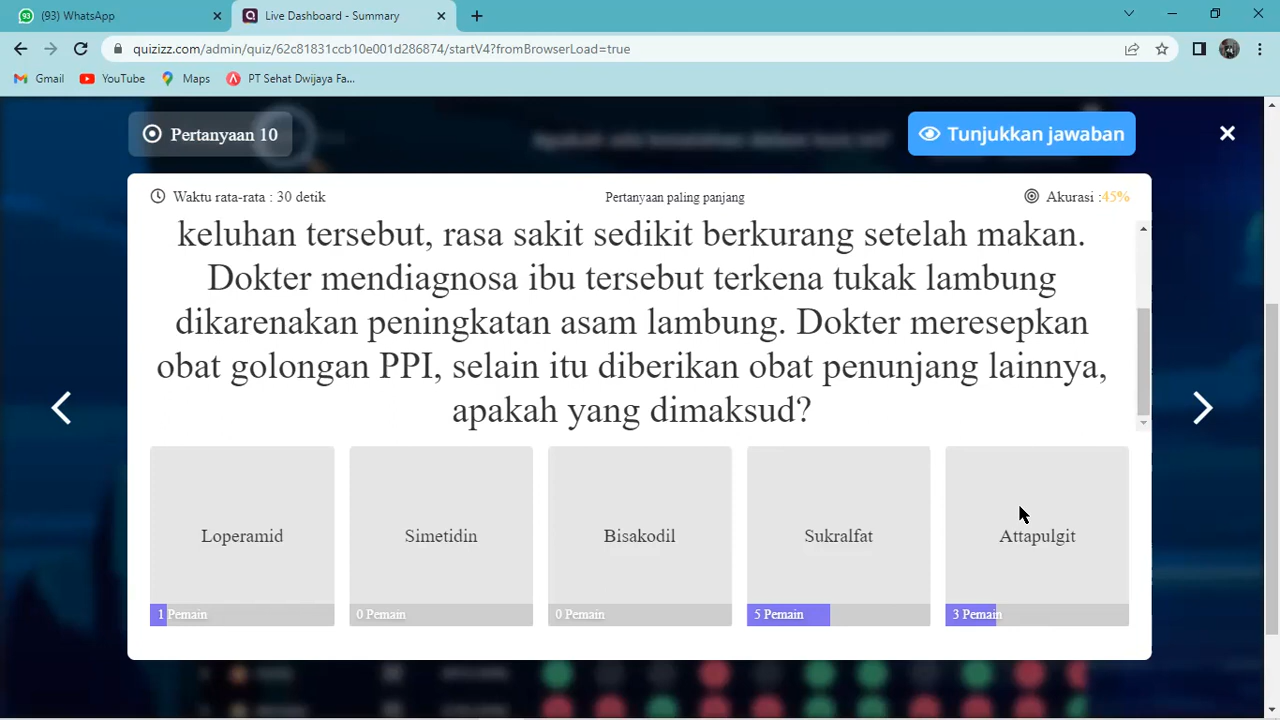 (93) WhatsApp
Live Dashboard - Summary
quizizz.com/admin/quiz/62c81831ccb10e001d286874/startV4?fromBrowserLoad=true
Gmail
YouTube
Maps
PT Sehat Dwijaya Fa...
Pertanyaan 10
Tunjukkan jawaban
Waktu rata-rata : 30 detik
Pertanyaan paling panjang
Akurasi :45%
keluhan tersebut, rasa sakit sedikit berkurang setelah makan.
Dokter mendiagnosa ibu tersebut terkena tukak lambung
dikarenakan peningkatan asam lambung. Dokter meresepkan
obat golongan PPI, selain itu diberikan obat penunjang lainnya,
apakah yang dimaksud?
Loperamid
Simetidin
Bisakodil
Sukralfat
Attapulgit
1 Pemain
0 Pemain
0 Pemain
5 Pemain
3 Pemain